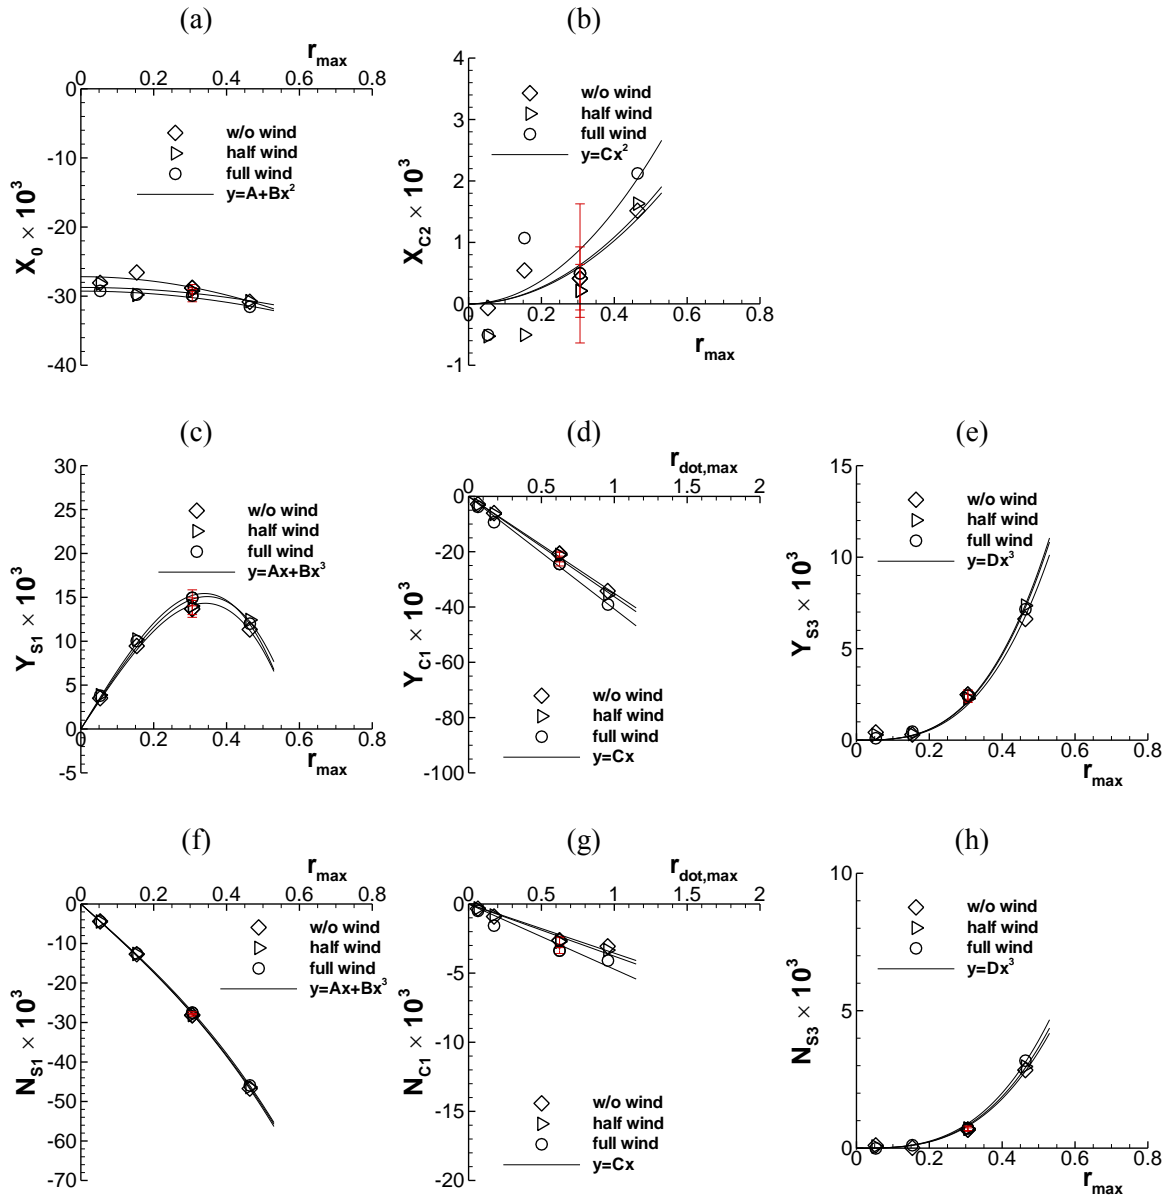 (a)
r_max
0 0.2 0.4 0.6 0.8
0
-10
-20
-30
-40
X_0 × 10^3
w/o wind
half wind
full wind
y=A+Bx^2
(b)
4
3
2
1
0
-1
X_C2 × 10^3
w/o wind
half wind
full wind
y=Cx^2
0.2 0.4 0.6 0.8
r_max
(c)
30
25
20
15
10
5
0
-5
Y_S1 × 10^3
w/o wind
half wind
full wind
y=Ax+Bx^3
0.2 0.4 0.6 0.8
r_max
(d)
r_dot,max
0 0.5 1 1.5 2
0
-20
-40
-60
-80
-100
Y_C1 × 10^3
w/o wind
half wind
full wind
y=Cx
(e)
15
10
5
0
Y_S3 × 10^3
w/o wind
half wind
full wind
y=Dx^3
0 0.2 0.4 0.6 0.8
r_max
(f)
r_max
0 0.2 0.4 0.6 0.8
0
-10
-20
-30
-40
-50
-60
-70
N_S1 × 10^3
w/o wind
half wind
full wind
y=Ax+Bx^3
(g)
r_dot,max
0 0.5 1 1.5 2
0
-5
-10
-15
-20
N_C1 × 10^3
w/o wind
half wind
full wind
y=Cx
(h)
10
5
0
N_S3 × 10^3
w/o wind
half wind
full wind
y=Dx^3
0 0.2 0.4 0.6 0.8
r_max